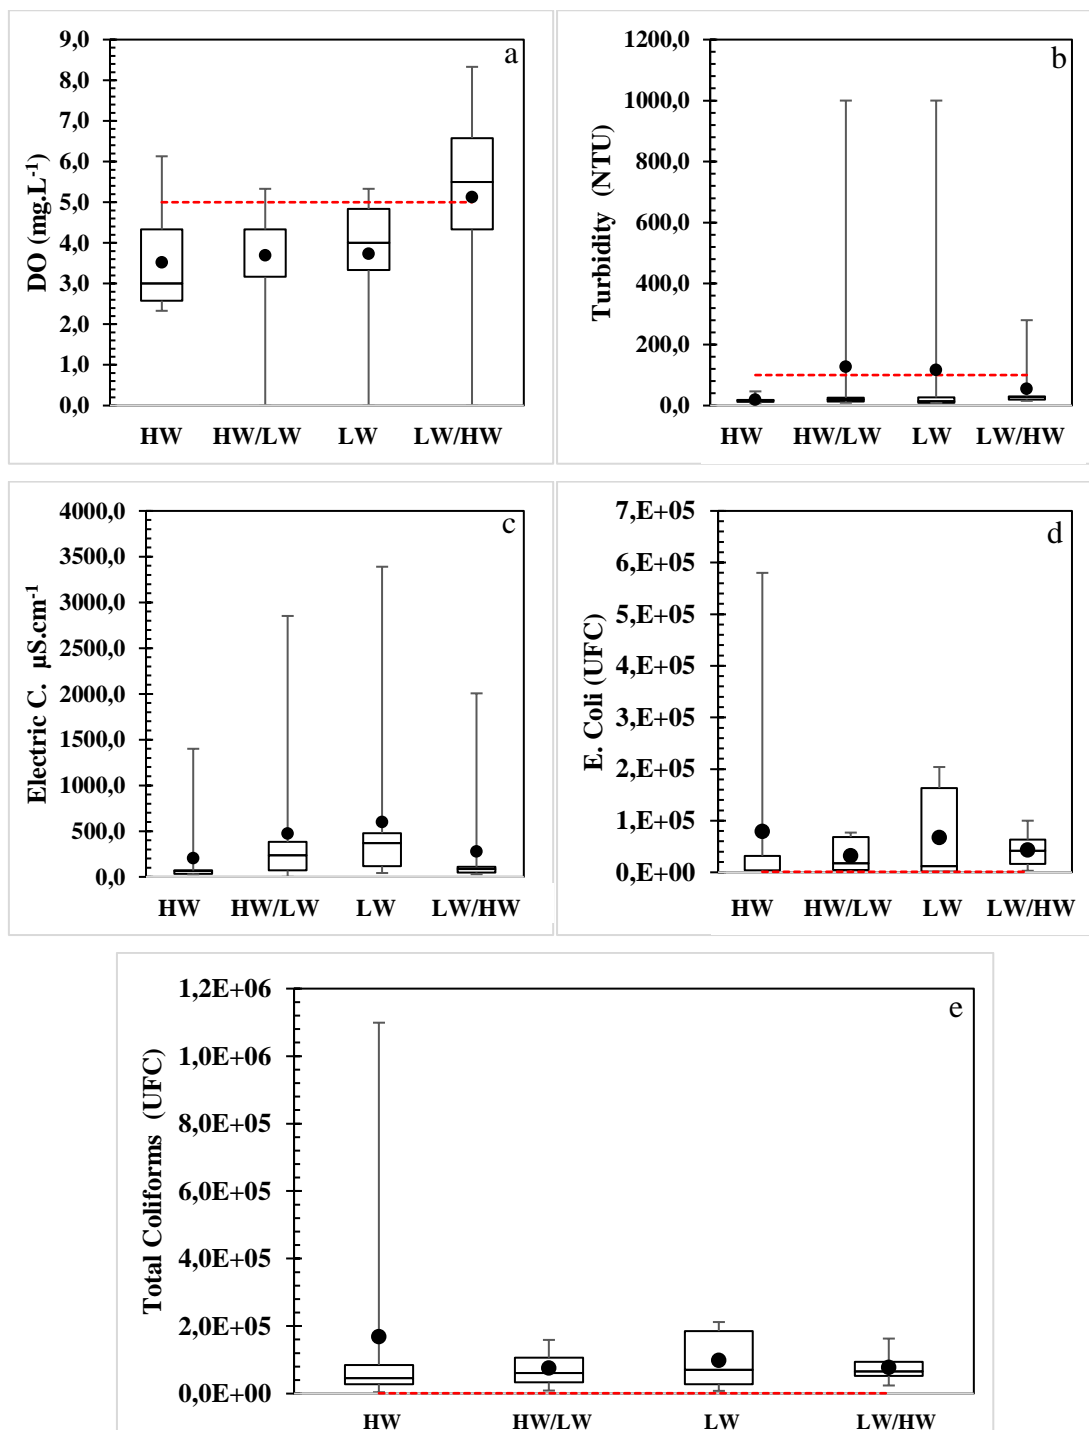 a
9,0
8,0
7,0
6,0
5,0
4,0
3,0
2,0
1,0
0,0
DO (mg.L-1)
HW HW/LW LW LW/HW
b
1200,0
1000,0
800,0
600,0
400,0
200,0
0,0
Turbidity (NTU)
HW HW/LW LW LW/HW
c
4000,0
3500,0
3000,0
2500,0
2000,0
1500,0
1000,0
500,0
0,0
Electric C. µS.cm-1
HW HW/LW LW LW/HW
d
7,E+05
6,E+05
5,E+05
4,E+05
3,E+05
2,E+05
1,E+05
0,E+00
E. Coli (UFC)
HW HW/LW LW LW/HW
e
1,2E+06
1,0E+06
8,0E+05
6,0E+05
4,0E+05
2,0E+05
0,0E+00
Total Coliforms (UFC)
HW HW/LW LW LW/HW